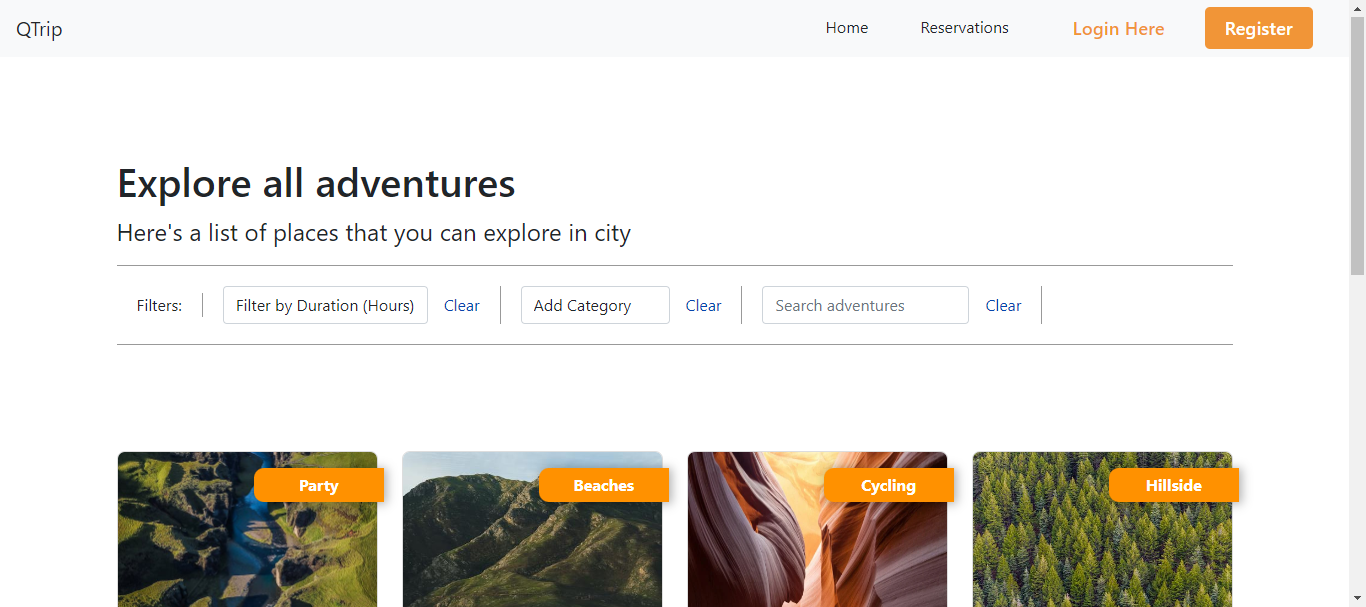 QTrip Home Reservations Login Here Register
Explore all adventures
Here's a list of places that you can explore in city
Filters: Filter by Duration (Hours) Clear Add Category Clear Search adventures Clear
Party Beaches Cycling Hillside